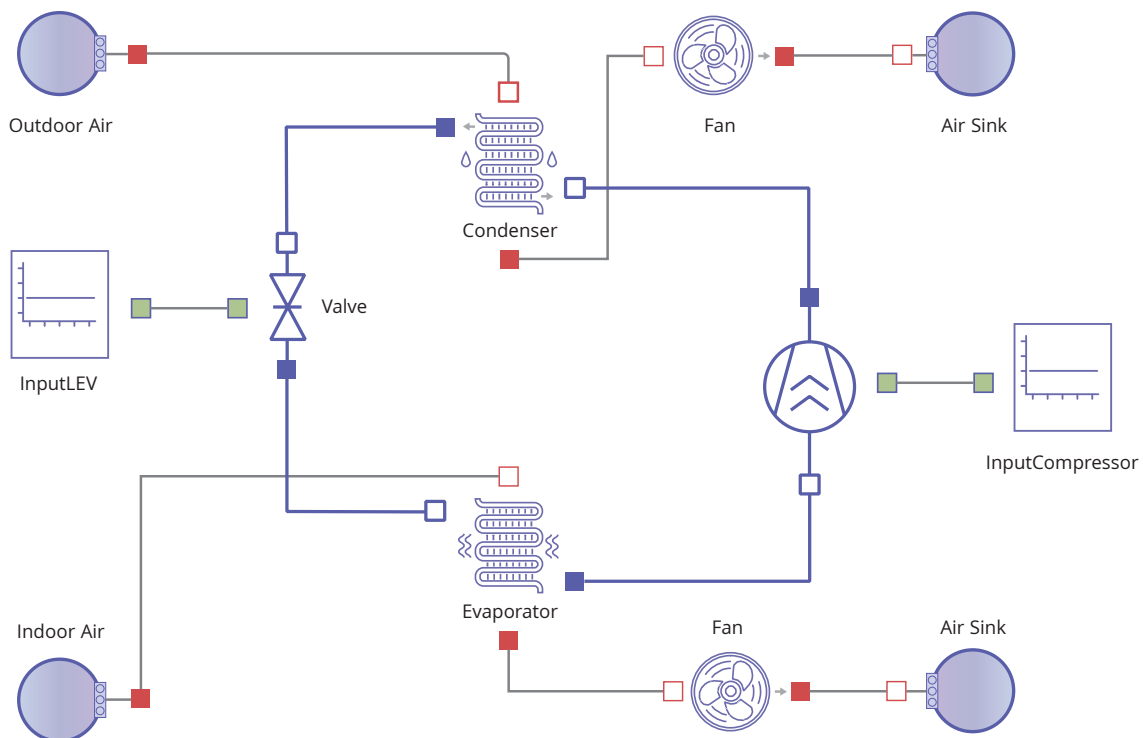 Outdoor Air
Fan
Air Sink
Condenser
Valve
InputLEV
InputCompressor
Evaporator
Indoor Air
Fan
Air Sink